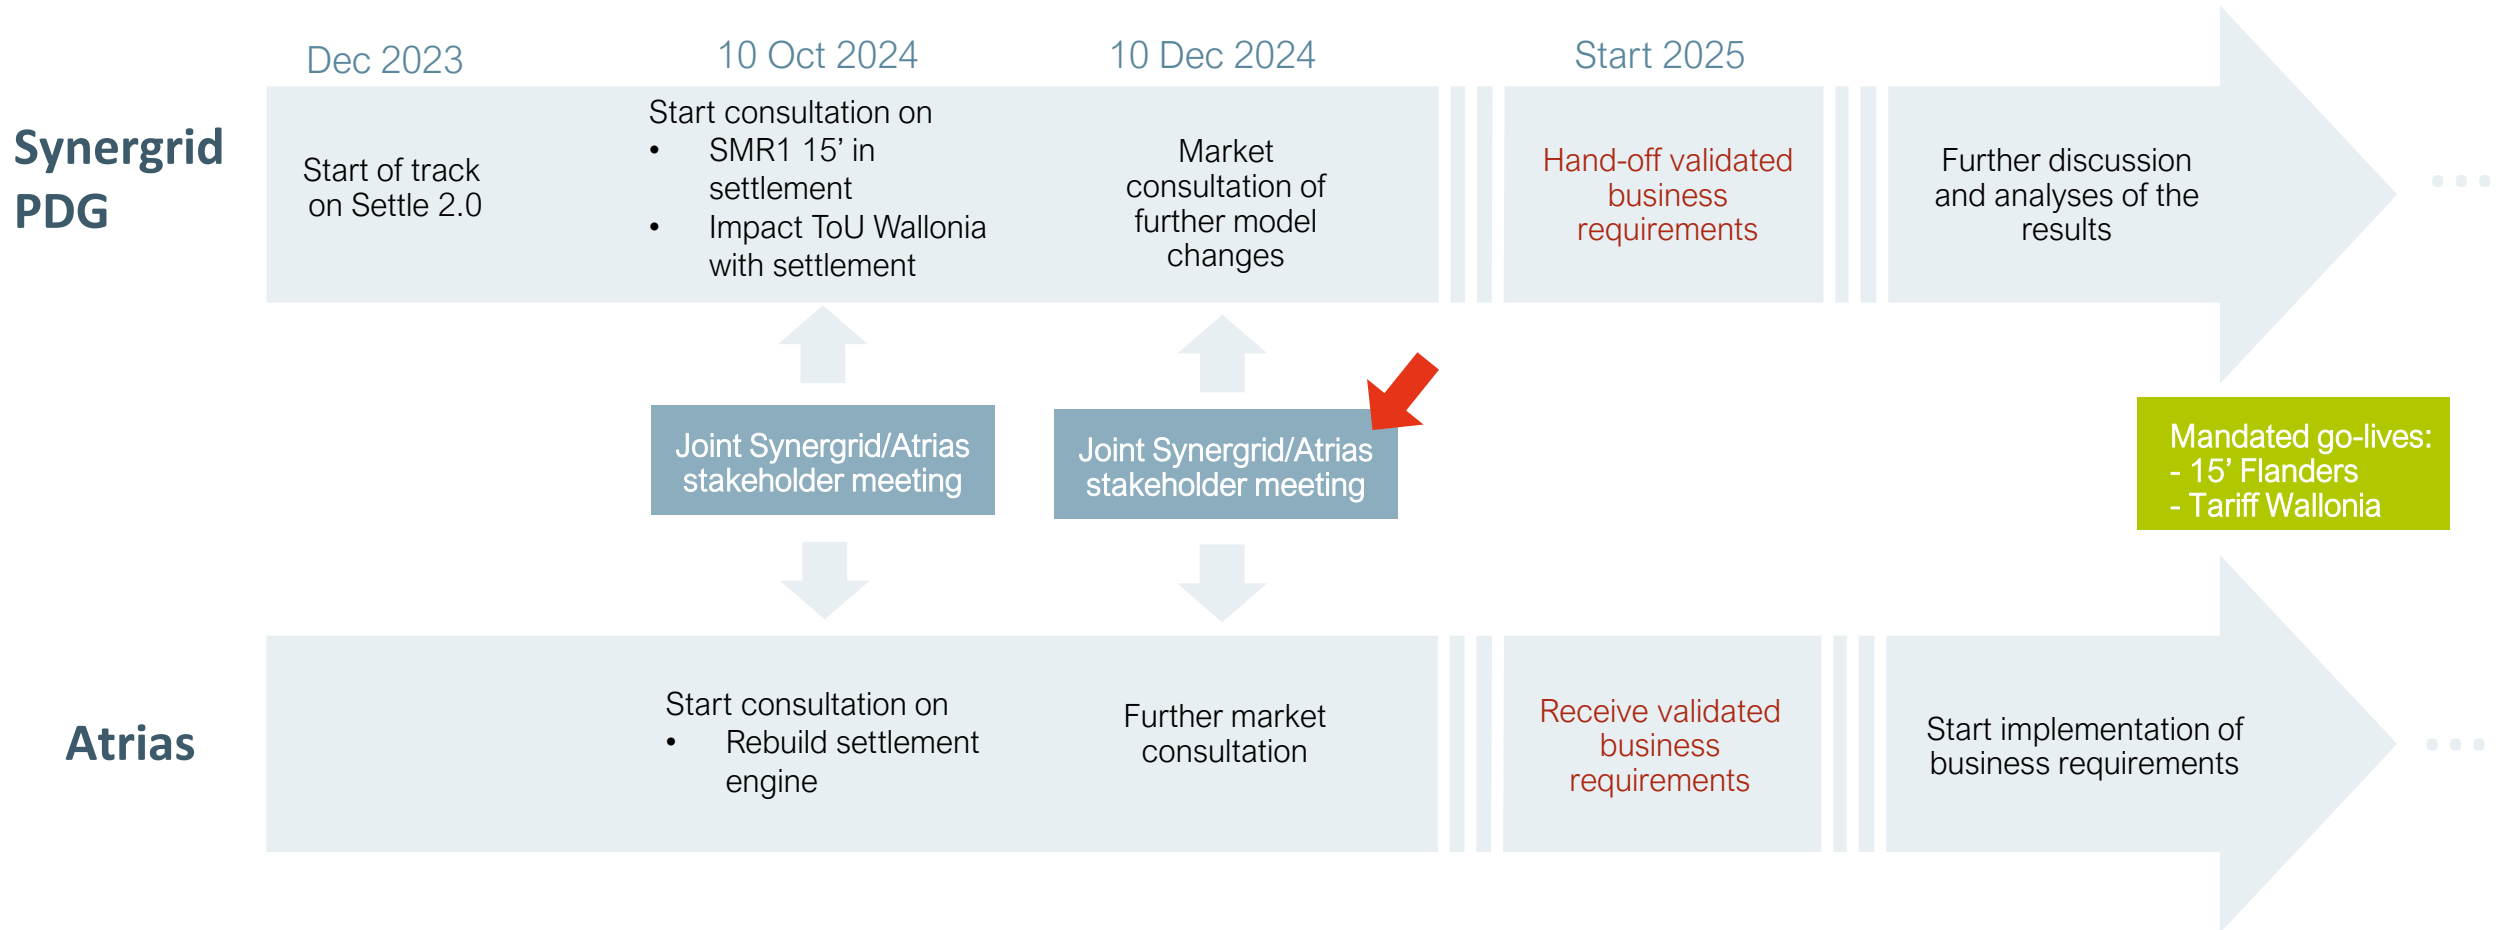 Dec 2023
10 Oct 2024
10 Dec 2024
Start 2025
Synergrid
PDG
Start of track
on Settle 2.0
Start consultation on
• SMR1 15’ in
settlement
• Impact ToU Wallonia
with settlement
Market
consultation of
further model
changes
Hand-off validated
business
requirements
Further discussion
and analyses of the
results
...
Joint Synergrid/Atrias
stakeholder meeting
Joint Synergrid/Atrias
stakeholder meeting
Mandated go-lives:
- 15’ Flanders
- Tariff Wallonia
Atrias
Start consultation on
• Rebuild settlement
engine
Further market
consultation
Receive validated
business
requirements
Start implementation of
business requirements
...